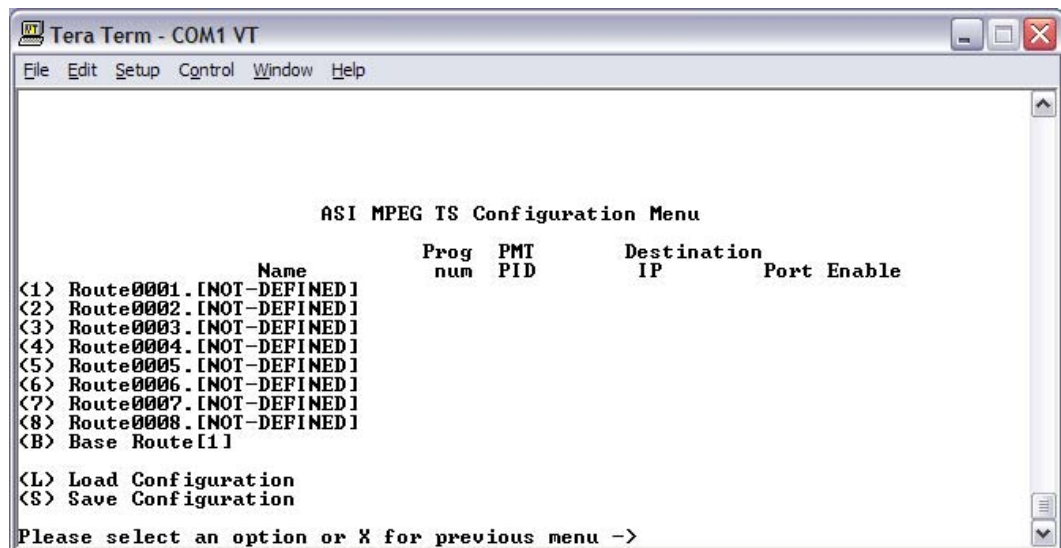 Tera Term - COM1 VT
File Edit Setup Control Window Help
ASI MPEG TS Configuration Menu
Prog PMT Destination
Name num PID IP Port Enable
(1) Route0001.[NOT-DEFINED]
(2) Route0002.[NOT-DEFINED]
(3) Route0003.[NOT-DEFINED]
(4) Route0004.[NOT-DEFINED]
(5) Route0005.[NOT-DEFINED]
(6) Route0006.[NOT-DEFINED]
(7) Route0007.[NOT-DEFINED]
(8) Route0008.[NOT-DEFINED]
(B) Base Route[1]
(L) Load Configuration
(S) Save Configuration
Please select an option or X for previous menu ->